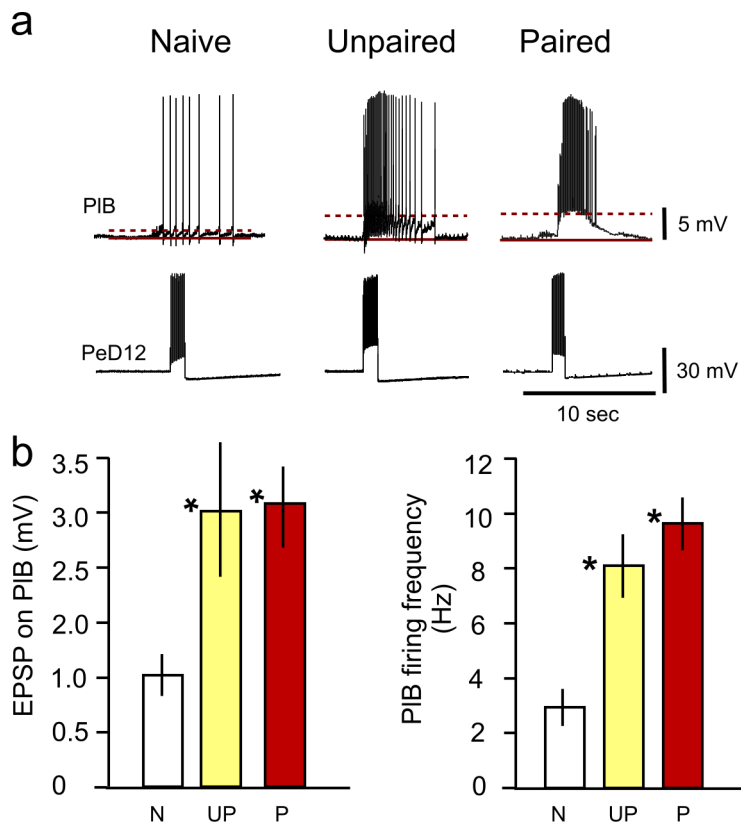 a
Naive Unpaired Paired
PIB
5 mV
PeD12
30 mV
10 sec
b
EPSP on PIB (mV)
3.5
3.0
2.5
2.0
1.0
0.5
0
* *
N UP P
PIB firing frequency
(Hz)
12
10
8
6
4
2
0
* *
N UP P